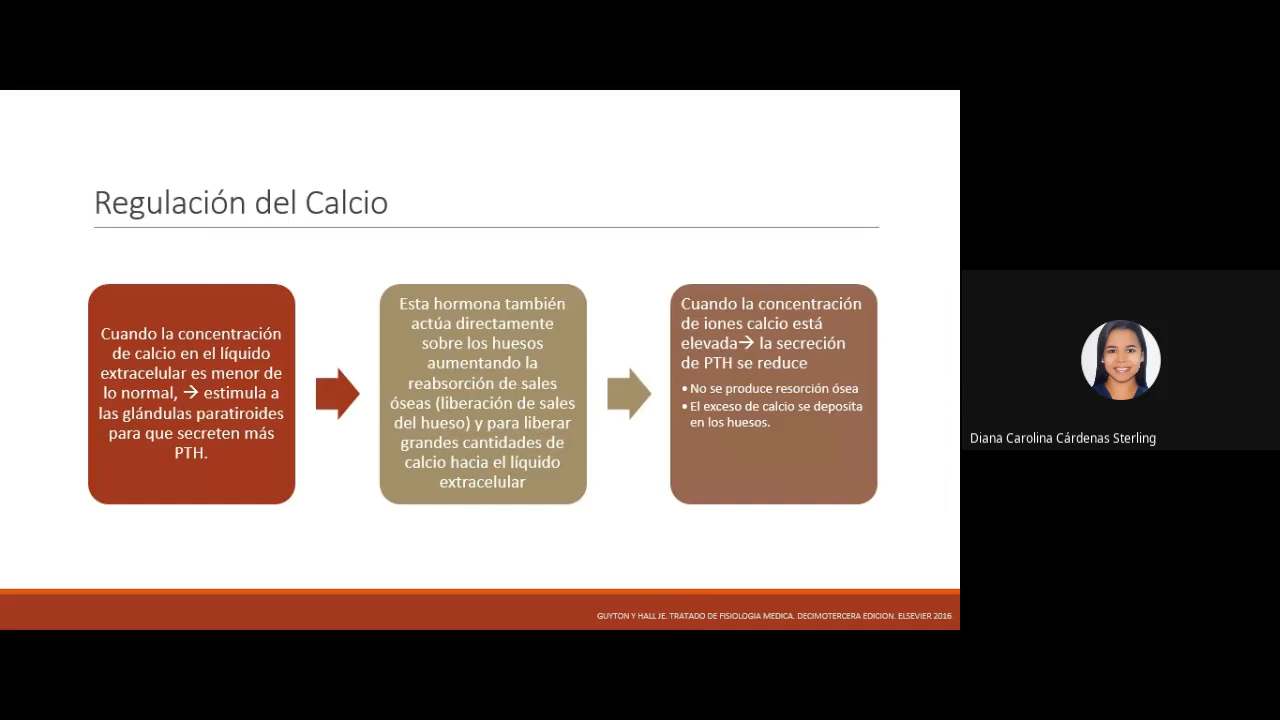 Regulación del Calcio
Cuando la concentración
de calcio en el líquido
extracelular es menor de
lo normal, → estimula a
las glándulas paratiroides
para que secreten más
PTH.
Esta hormona también
actúa directamente
sobre los huesos
aumentando la
reabsorción de sales
óseas (liberación de sales
del hueso) y para liberar
grandes cantidades de
calcio hacia el líquido
extracelular
Cuando la concentración
de iones calcio está
elevada→ la secreción
de PTH se reduce
• No se produce resorción ósea
• El exceso de calcio se deposita
en los huesos.
GUYTON Y HALL JE. TRATADO DE FISIOLOGIA MEDICA. DECIMOTERCERA EDICION. ELSEVIER 2016
Diana Carolina Cárdenas Sterling